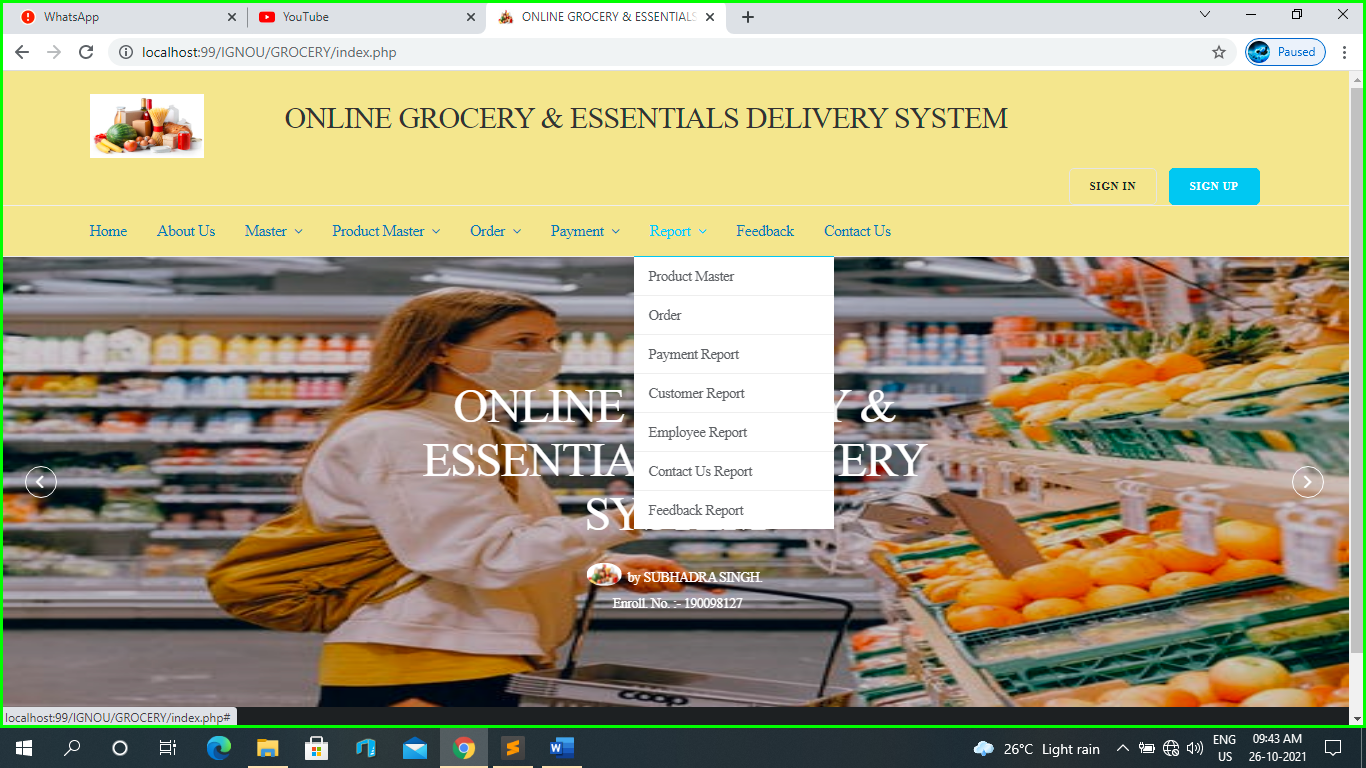 WhatsApp
YouTube
ONLINE GROCERY & ESSENTIALS
localhost:99/IGNOU/GROCERY/index.php
Paused
ONLINE GROCERY & ESSENTIALS DELIVERY SYSTEM
SIGN IN
SIGN UP
Home
About Us
Master
Product Master
Order
Payment
Report
Feedback
Contact Us
Product Master
Order
Payment Report
Customer Report
Employee Report
Contact Us Report
Feedback Report
ONLINE Y &
ESSENTIA VERY
SY
by SUBHADRA SINGH.
Enroll. No. :- 190098127
coop
localhost:99/IGNOU/GROCERY/index.php#
26°C Light rain
ENG
US
09:43 AM
26-10-2021